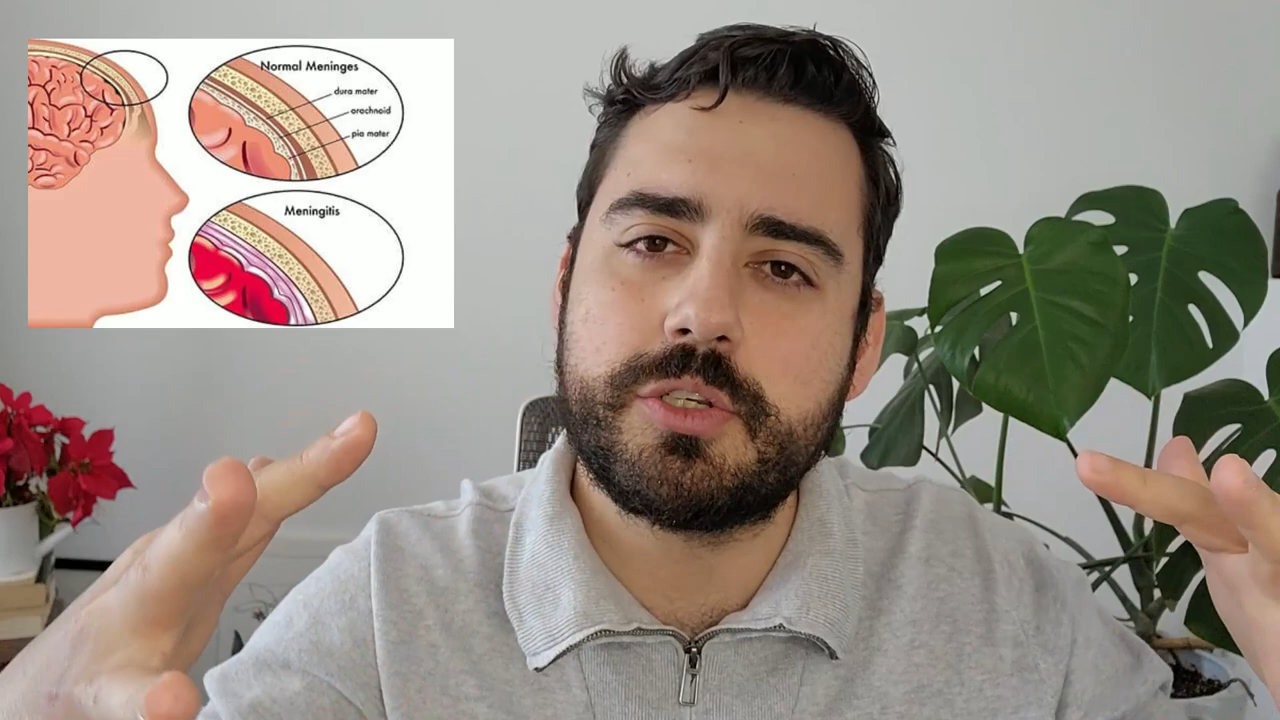 Normal Meninges
dura mater
arachnoid
pia mater
Meningitis